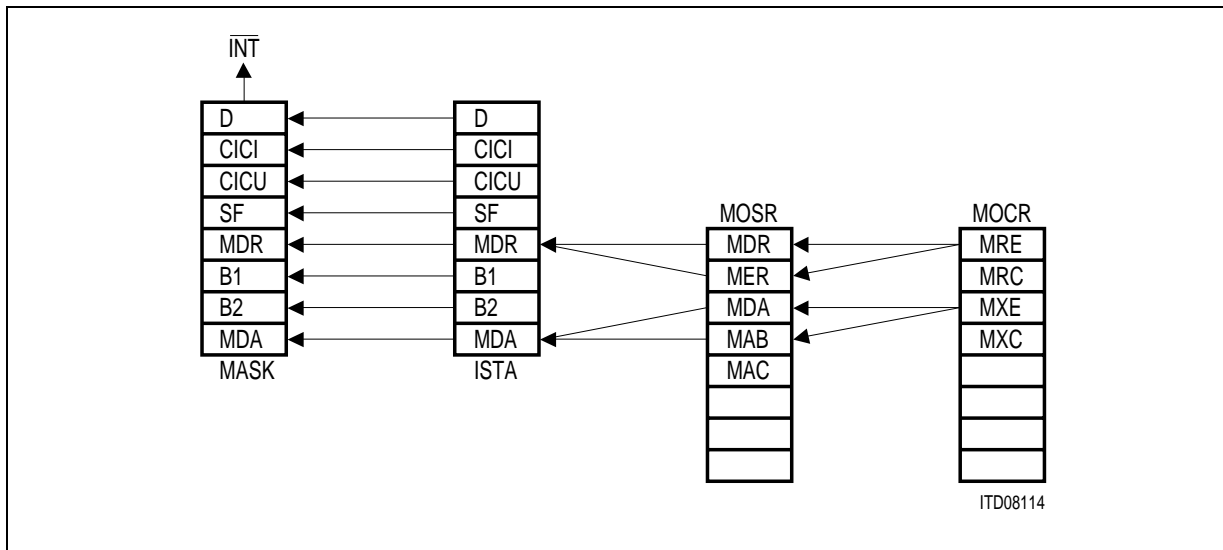 INT
D
CICI
CICU
SF
MDR
B1
B2
MDA
MASK
D
CICI
CICU
SF
MDR
B1
B2
MDA
ISTA
MOSR
MDR
MER
MDA
MAB
MAC
MOCR
MRE
MRC
MXE
MXC
ITD08114